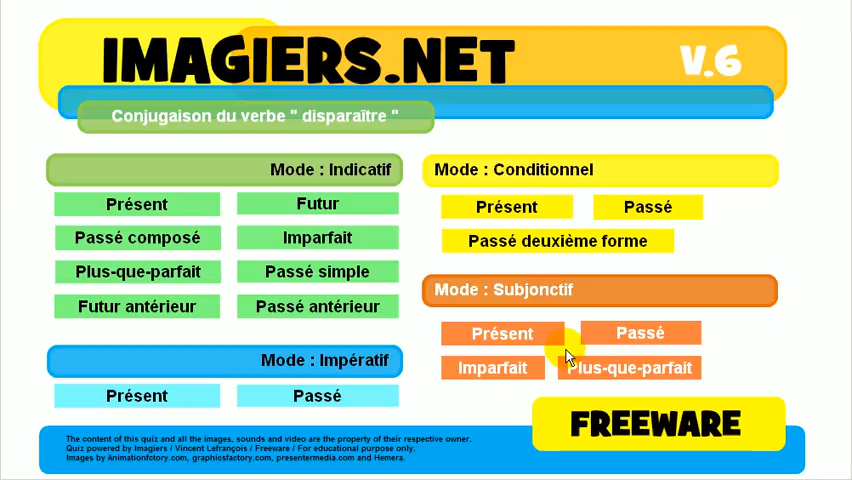 IMAGIERS.NET
V.6
Conjugaison du verbe " disparaître "
Mode : Indicatif
Présent
Futur
Passé composé
Imparfait
Plus-que-parfait
Passé simple
Futur antérieur
Passé antérieur
Mode : Impératif
Présent
Passé
Mode : Conditionnel
Présent
Passé
Passé deuxième forme
Mode : Subjonctif
Présent
Passé
Imparfait
Plus-que-parfait
FREEWARE
The content of this quiz and all the images, sounds and video are the property of their respective owner.
Quiz powered by Imagiers / Vincent Lefrançois / Freeware / For educational purpose only.
Images by Animationfctory.com, graphicsfactory.com, presentermedia.com and Hemera.